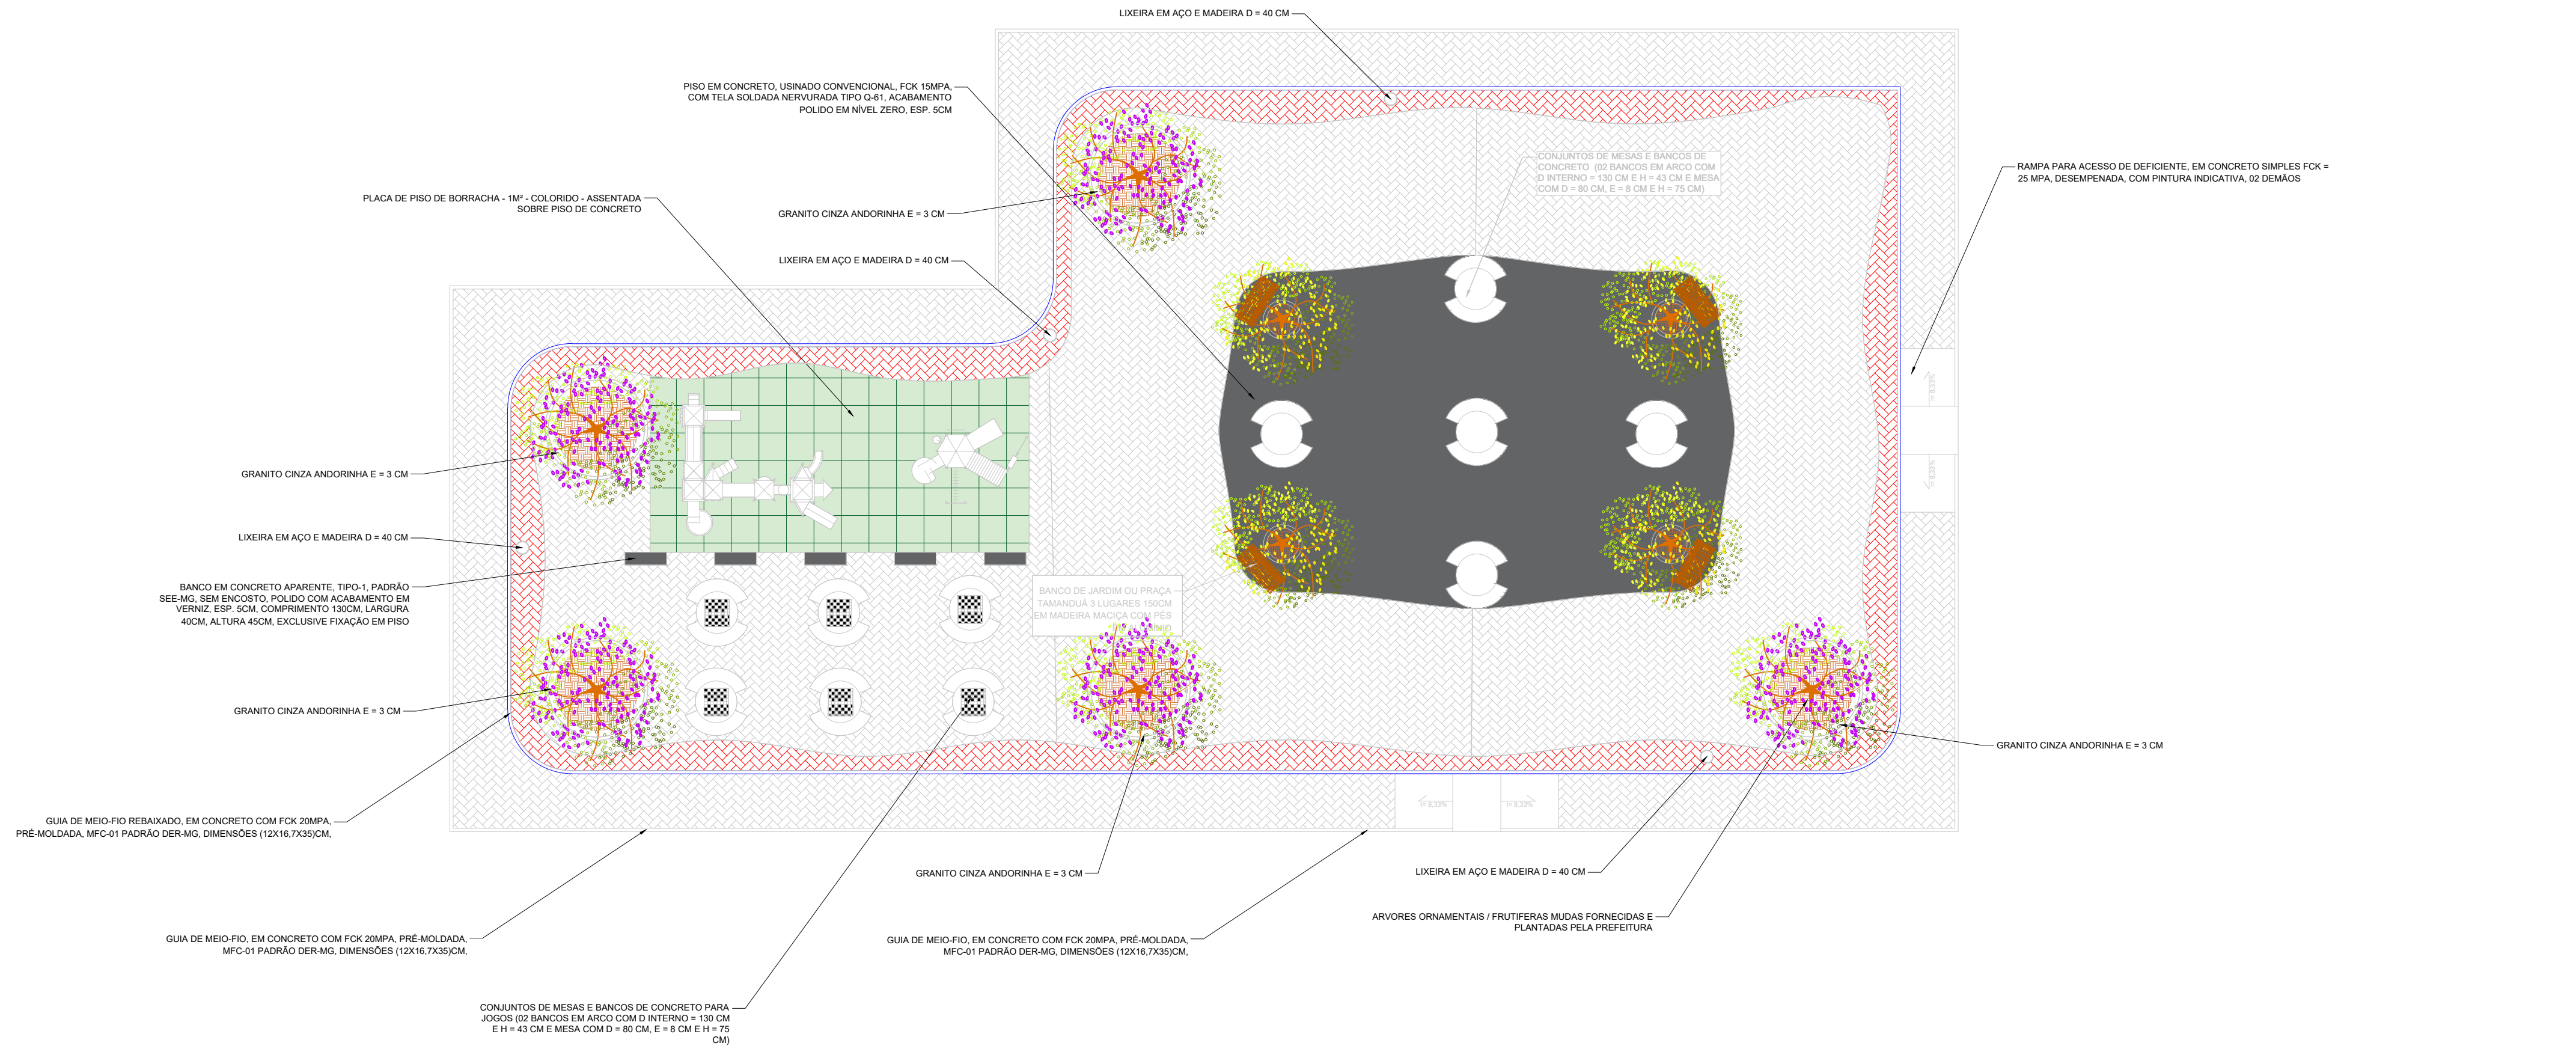 LIXEIRA EM AÇO E MADEIRA D = 40 CM
PISO EM CONCRETO, USINADO CONVENCIONAL, FCK 15MPA,
COM TELA SOLDADA NERVURADA TIPO Q-61, ACABAMENTO
POLIDO EM NÍVEL ZERO, ESP. 5CM
CONJUNTOS DE MESAS E BANCOS DE
CONCRETO (02 BANCOS EM ARCO COM
D INTERNO = 130 CM E H = 43 CM E MESA
COM D = 80 CM, E = 8 CM E H = 75 CM)
RAMPA PARA ACESSO DE DEFICIENTE, EM CONCRETO SIMPLES FCK =
25 MPA, DESEMPENADA, COM PINTURA INDICATIVA, 02 DEMÃOS
PLACA DE PISO DE BORRACHA - 1M² - COLORIDO - ASSENTADA
SOBRE PISO DE CONCRETO
GRANITO CINZA ANDORINHA E = 3 CM
LIXEIRA EM AÇO E MADEIRA D = 40 CM
I= 8,33%
I= 8,33%
GRANITO CINZA ANDORINHA E = 3 CM
LIXEIRA EM AÇO E MADEIRA D = 40 CM
BANCO EM CONCRETO APARENTE, TIPO-1, PADRÃO
SEE-MG, SEM ENCOSTO, POLIDO COM ACABAMENTO EM
VERNIZ, ESP. 5CM, COMPRIMENTO 130CM, LARGURA
40CM, ALTURA 45CM, EXCLUSIVE FIXAÇÃO EM PISO
BANCO DE JARDIM OU PRAÇA
TAMANDUÁ 3 LUGARES 150CM
EM MADEIRA MACIÇA COM PÉS
GRANITO CINZA ANDORINHA E = 3 CM
GRANITO CINZA ANDORINHA E = 3 CM
I= 8,33%
I= 8,33%
GUIA DE MEIO-FIO REBAIXADO, EM CONCRETO COM FCK 20MPA,
PRÉ-MOLDADA, MFC-01 PADRÃO DER-MG, DIMENSÕES (12X16,7X35)CM,
GRANITO CINZA ANDORINHA E = 3 CM
LIXEIRA EM AÇO E MADEIRA D = 40 CM
ARVORES ORNAMENTAIS / FRUTIFERAS MUDAS FORNECIDAS E
PLANTADAS PELA PREFEITURA
GUIA DE MEIO-FIO, EM CONCRETO COM FCK 20MPA, PRÉ-MOLDADA,
MFC-01 PADRÃO DER-MG, DIMENSÕES (12X16,7X35)CM,
GUIA DE MEIO-FIO, EM CONCRETO COM FCK 20MPA, PRÉ-MOLDADA,
MFC-01 PADRÃO DER-MG, DIMENSÕES (12X16,7X35)CM,
CONJUNTOS DE MESAS E BANCOS DE CONCRETO PARA
JOGOS (02 BANCOS EM ARCO COM D INTERNO = 130 CM
E H = 43 CM E MESA COM D = 80 CM, E = 8 CM E H = 75
CM)